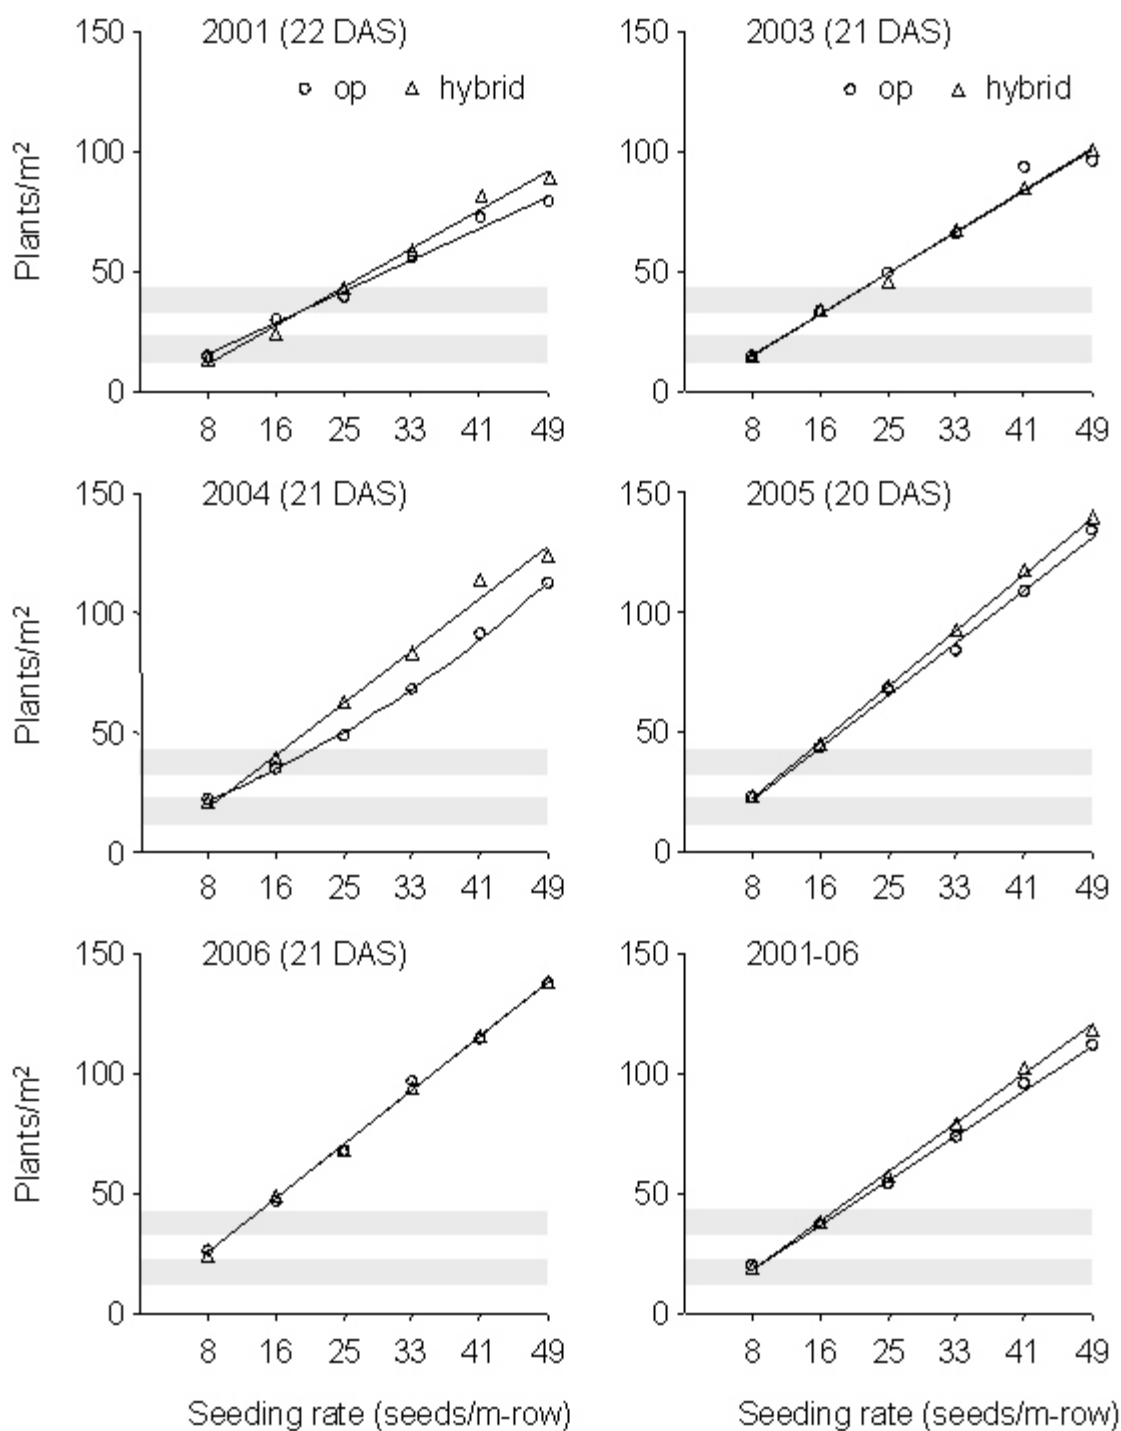 2001 (22 DAS)
op hybrid
150
100
50
0
Plants/m²
8 16 25 33 41 49
2003 (21 DAS)
op hybrid
150
100
50
0
8 16 25 33 41 49
2004 (21 DAS)
150
100
50
0
Plants/m²
8 16 25 33 41 49
2005 (20 DAS)
150
100
50
0
8 16 25 33 41 49
2006 (21 DAS)
150
100
50
0
Plants/m²
8 16 25 33 41 49
Seeding rate (seeds/m-row)
2001-06
150
100
50
0
8 16 25 33 41 49
Seeding rate (seeds/m-row)